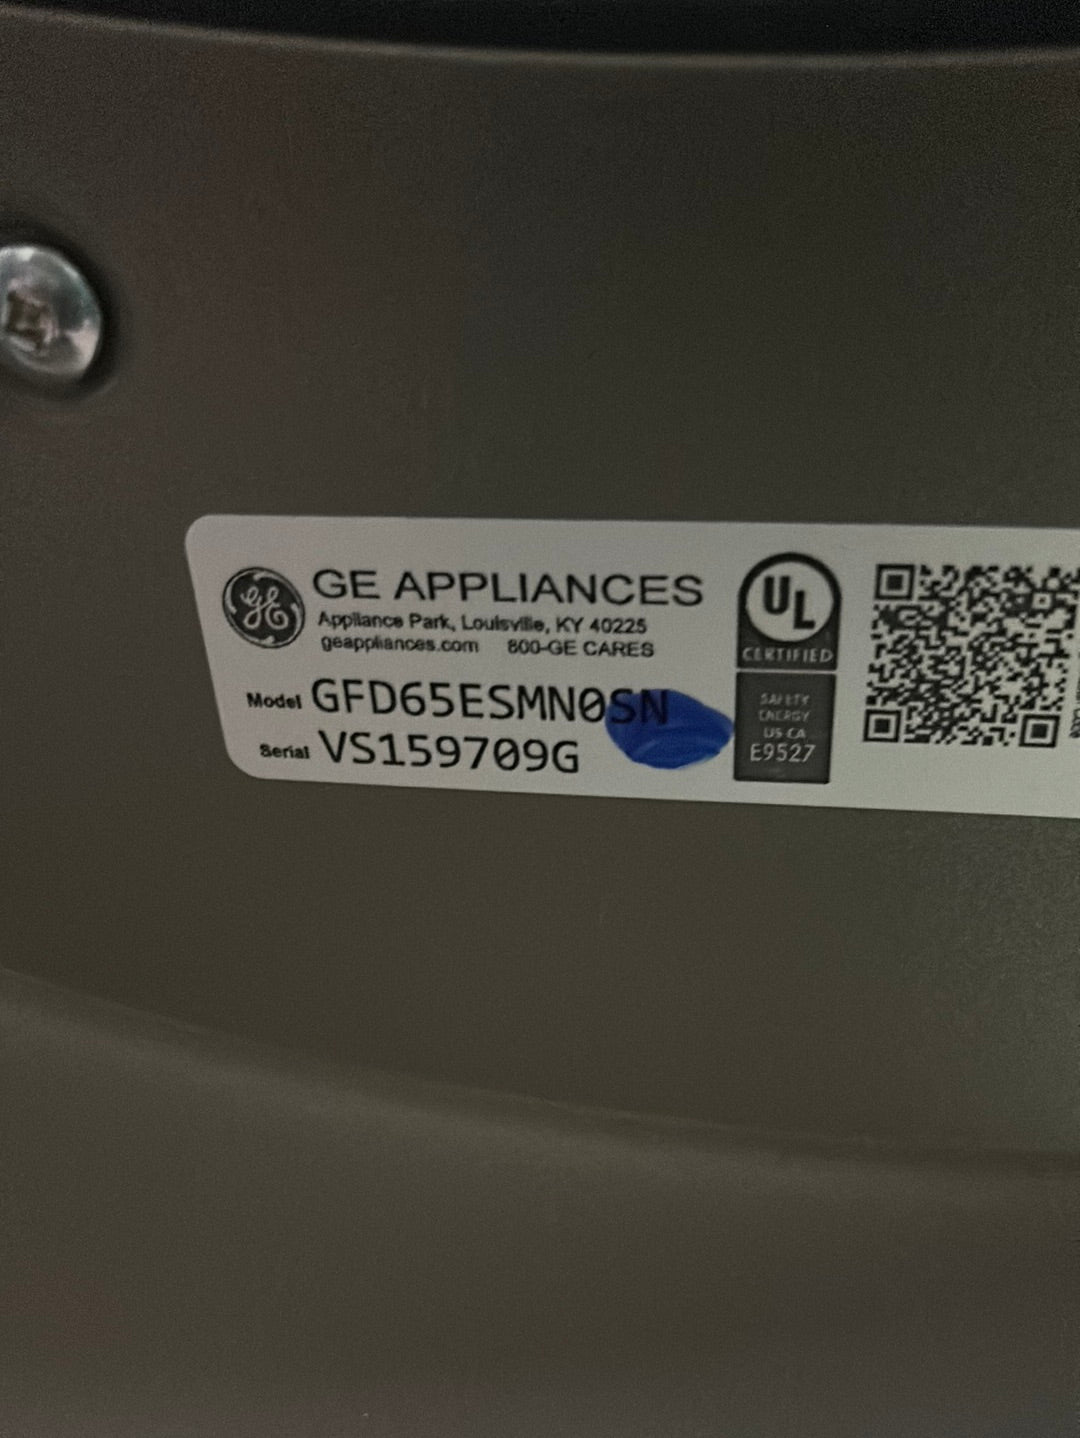 GE APPLIANCES
Appliance Park, Louisville, KY 40225
geappliances.com 800-GE CARES
Model GFD65ESMN0SN
Serial VS159709G
UL
CERTIFIED
SAFETY
ENERGY
US CA
E9527